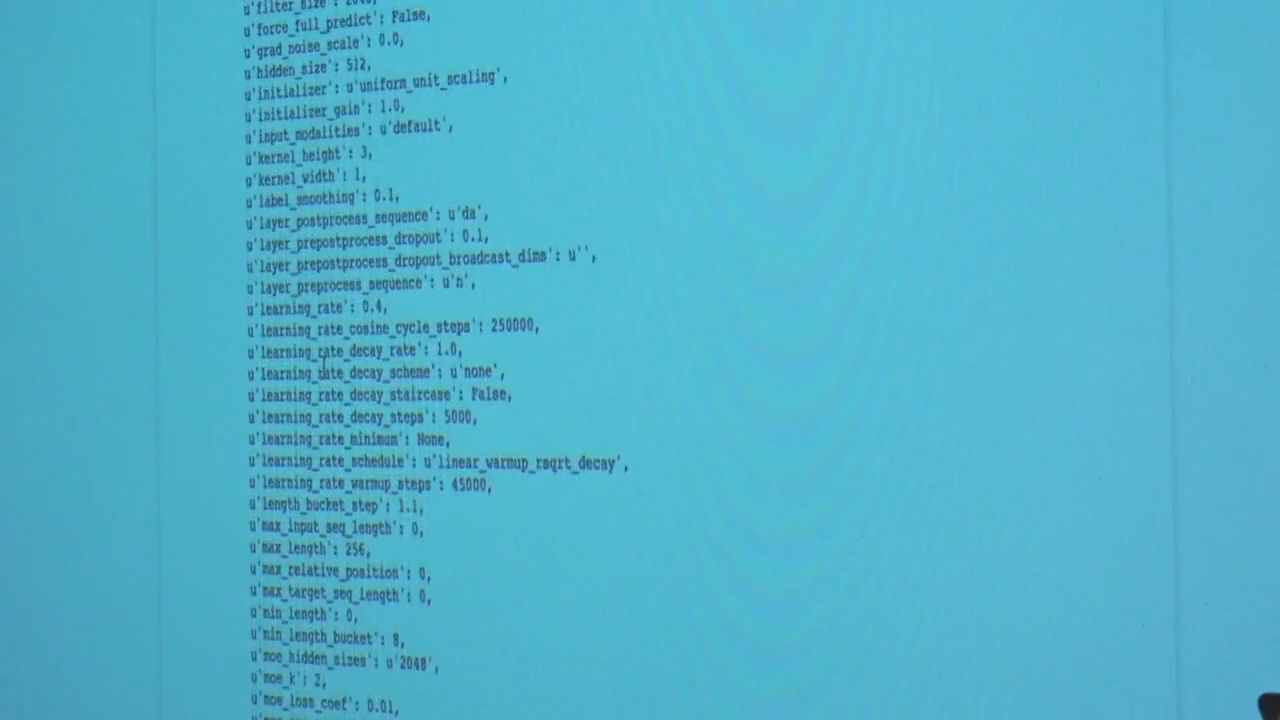 u'filter_size': 2048,
u'force_full_predict': False,
u'grad_noise_scale': 0.0,
u'hidden_size': 512,
u'initializer': u'uniform_unit_scaling',
u'initializer_gain': 1.0,
u'input_modalities': u'default',
u'kernel_height': 3,
u'kernel_width': 1,
u'label_smoothing': 0.1,
u'layer_postprocess_sequence': u'da',
u'layer_prepostprocess_dropout': 0.1,
u'layer_prepostprocess_dropout_broadcast_dims': u'',
u'layer_preprocess_sequence': u'n',
u'learning_rate': 0.4,
u'learning_rate_cosine_cycle_steps': 250000,
u'learning_rate_decay_rate': 1.0,
u'learning_rate_decay_scheme': u'none',
u'learning_rate_decay_staircase': False,
u'learning_rate_decay_steps': 5000,
u'learning_rate_minimum': None,
u'learning_rate_schedule': u'linear_warmup_rsqrt_decay',
u'learning_rate_warmup_steps': 45000,
u'length_bucket_step': 1.1,
u'max_input_seq_length': 0,
u'max_length': 256,
u'max_relative_position': 0,
u'max_target_seq_length': 0,
u'min_length': 0,
u'min_length_bucket': 8,
u'moe_hidden_sizes': u'2048',
u'moe_k': 2,
u'moe_loss_coef': 0.01,